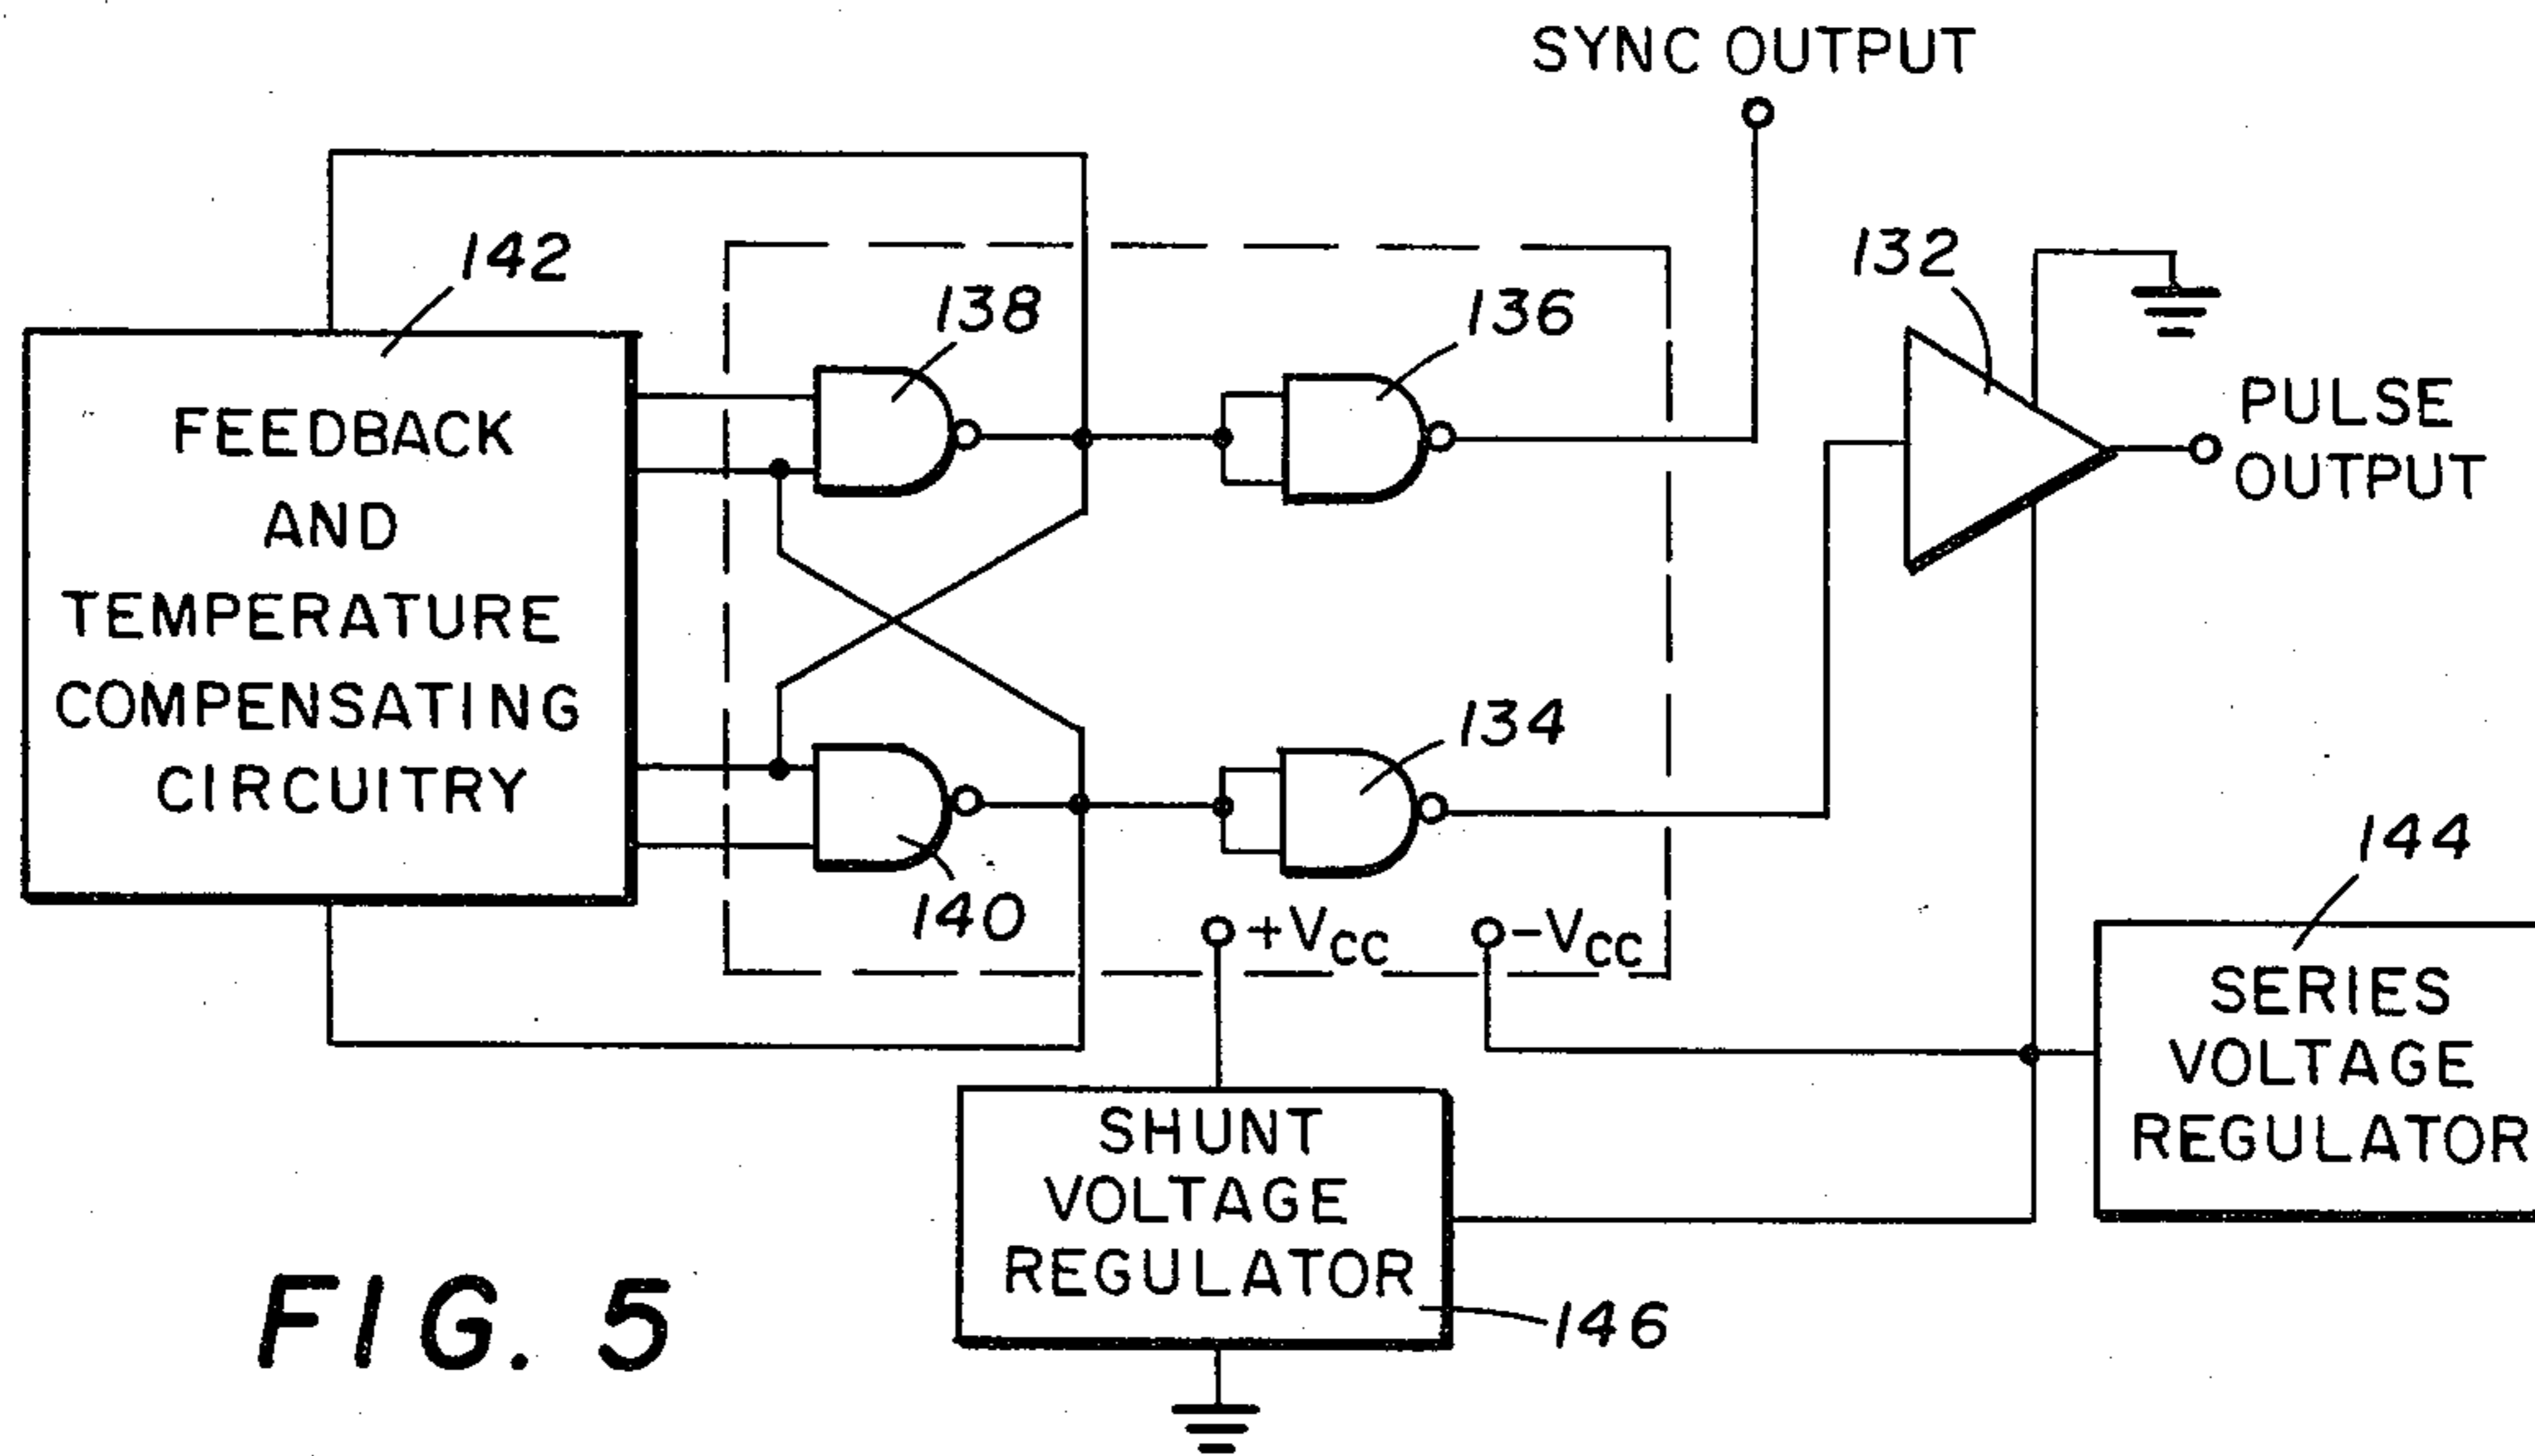 SYNC OUTPUT
142
138
136
132
PULSE
OUTPUT
FEEDBACK
AND
TEMPERATURE
COMPENSATING
CIRCUITRY
134
140
+VCC
-VCC
144
SERIES
VOLTAGE
REGULATOR
SHUNT
VOLTAGE
REGULATOR
146
FIG. 5